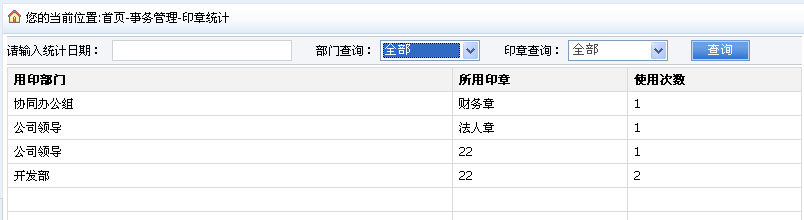 您的当前位置:首页-事务管理-印章统计
请输入统计日期： 部门查询： 全部 印章查询： 全部 查询
用印部门 所用印章 使用次数
协同办公组 财务章 1
公司领导 法人章 1
公司领导 22 1
开发部 22 2